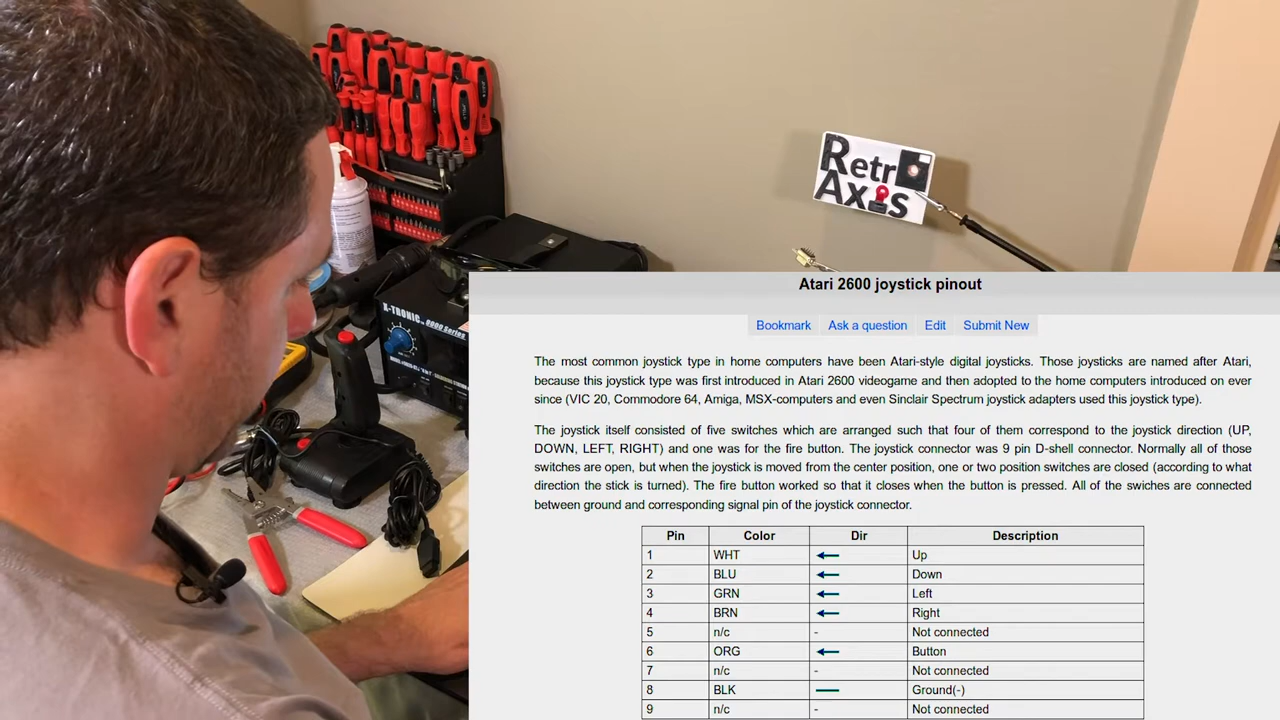 Retr
Axis
X-TRONIC 8000 Series
Atari 2600 joystick pinout
Bookmark Ask a question Edit Submit New
The most common joystick type in home computers have been Atari-style digital joysticks. Those joysticks are named after Atari,
because this joystick type was first introduced in Atari 2600 videogame and then adopted to the home computers introduced on ever
since (VIC 20, Commodore 64, Amiga, MSX-computers and even Sinclair Spectrum joystick adapters used this joystick type).
The joystick itself consisted of five switches which are arranged such that four of them correspond to the joystick direction (UP,
DOWN, LEFT, RIGHT) and one was for the fire button. The joystick connector was 9 pin D-shell connector. Normally all of those
switches are open, but when the joystick is moved from the center position, one or two position switches are closed (according to what
direction the stick is turned). The fire button worked so that it closes when the button is pressed. All of the swiches are connected
between ground and corresponding signal pin of the joystick connector.
Pin Color Dir Description
1 WHT Up
2 BLU Down
3 GRN Left
4 BRN Right
5 n/c - Not connected
6 ORG Button
7 n/c - Not connected
8 BLK Ground(-)
9 n/c - Not connected